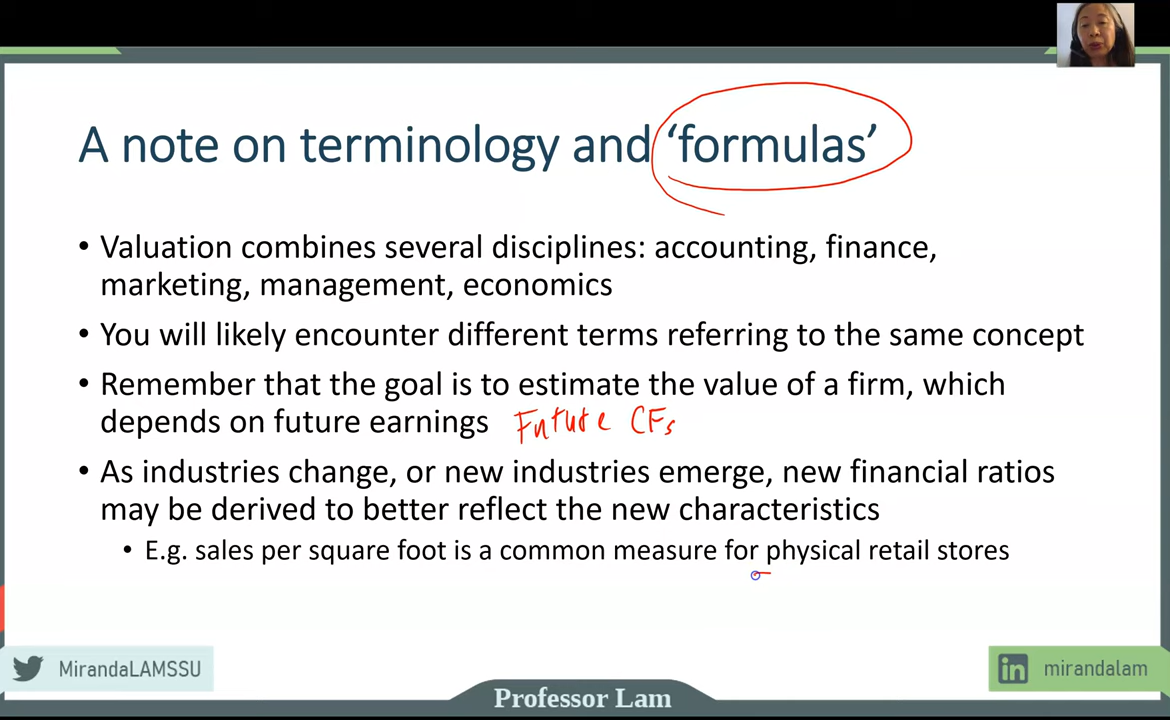 A note on terminology and ‘formulas’
• Valuation combines several disciplines: accounting, finance,
marketing, management, economics
• You will likely encounter different terms referring to the same concept
• Remember that the goal is to estimate the value of a firm, which
depends on future earnings Future CFs
• As industries change, or new industries emerge, new financial ratios
may be derived to better reflect the new characteristics
• E.g. sales per square foot is a common measure for physical retail stores
MirandaLAMSSU
in mirandalam
Professor Lam